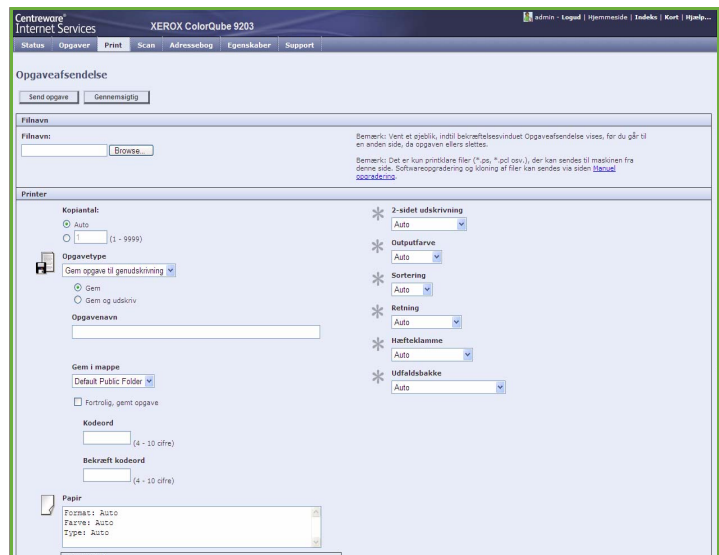 Centreware®
Internet Services
XEROX ColorQube 9203
admin - Logud | Hjemmeside | Indeks | Kort | Hjælp...
Status Opgaver Print Scan Adressebog Egenskaber Support
Opgaveafsendelse
Send opgave Gennemsigtig
Filnavn
Filnavn:
Browse...
Bemærk: Vent et øjeblik, indtil bekræftelsesvinduet Opgaveafsendelse vises, før du går til
en anden side, da opgaven ellers slettes.
Bemærk: Det er kun printklare filer (*.ps, *.pcl osv.), der kan sendes til maskinen fra
denne side. Softwareopgradering og kloning af filer kan sendes via siden Manuel
opgradering.
Printer
Kopiantal:
Auto
1 (1 - 9999)
Opgavetype
Gem opgave til genudskrivning
Gem
Gem og udskriv
Opgavenavn
Gem i mappe
Default Public Folder
Fortrolig, gemt opgave
Kodeord
(4 - 10 cifre)
Bekræft kodeord
(4 - 10 cifre)
Papir
Format: Auto
Farve: Auto
Type: Auto
2-sidet udskrivning
Auto
Outputfarve
Auto
Sortering
Auto
Retning
Auto
Hæfteklamme
Auto
Udfaldsbakke
Auto